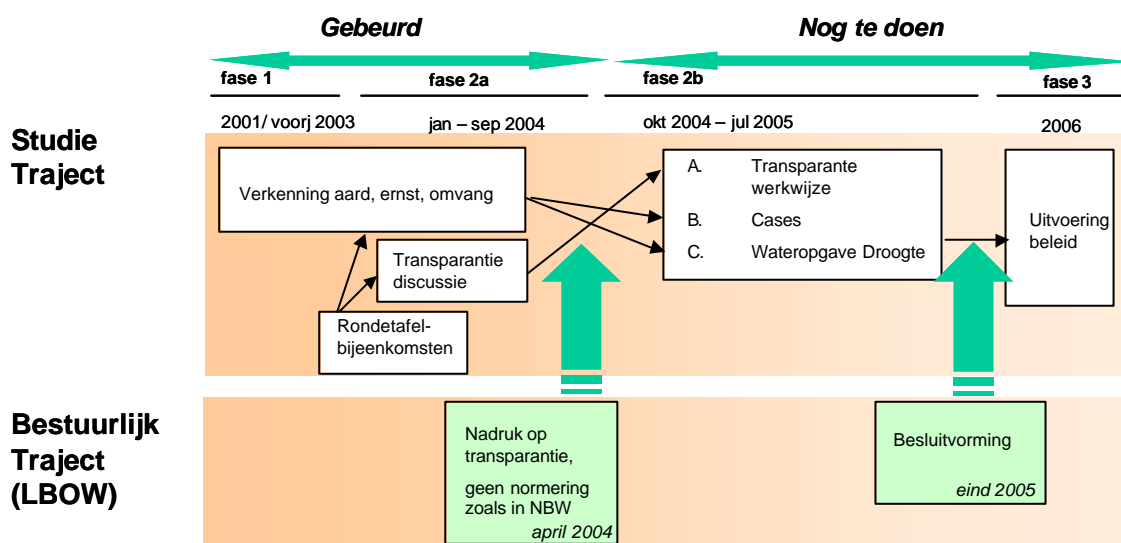 Gebeurd
Nog te doen
fase 1
fase 2a
fase 2b
fase 3
2001/ voorj 2003
jan – sep 2004
okt 2004 – jul 2005
2006
Studie
Traject
Verkenning aard, ernst, omvang
Transparantie
discussie
Rondetafel-
bijeenkomsten
A. Transparante
werkwijze
B. Cases
C. Wateropgave Droogte
Uitvoering
beleid
Bestuurlijk
Traject
(LBOW)
Nadruk op
transparantie,
geen normering
zoals in NBW
april 2004
Besluitvorming
eind 2005